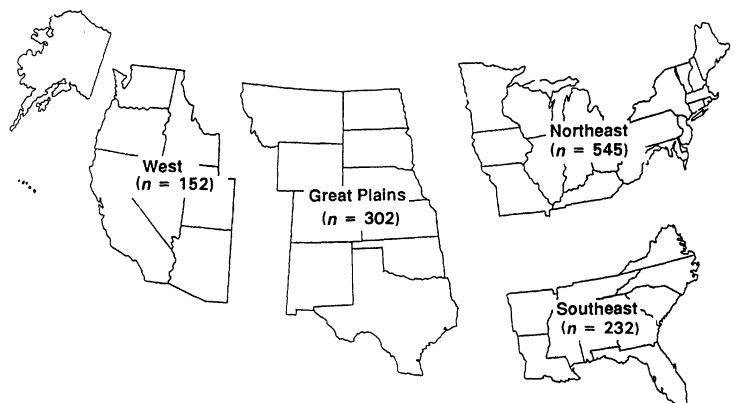 West
(n = 152)
Great Plains
(n = 302)
Northeast
(n = 545)
Southeast
(n = 232)